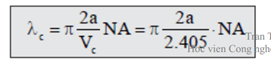 λc = π 2a/Vc NA = π 2a/2.405 · NA
Học viện Công nghệ